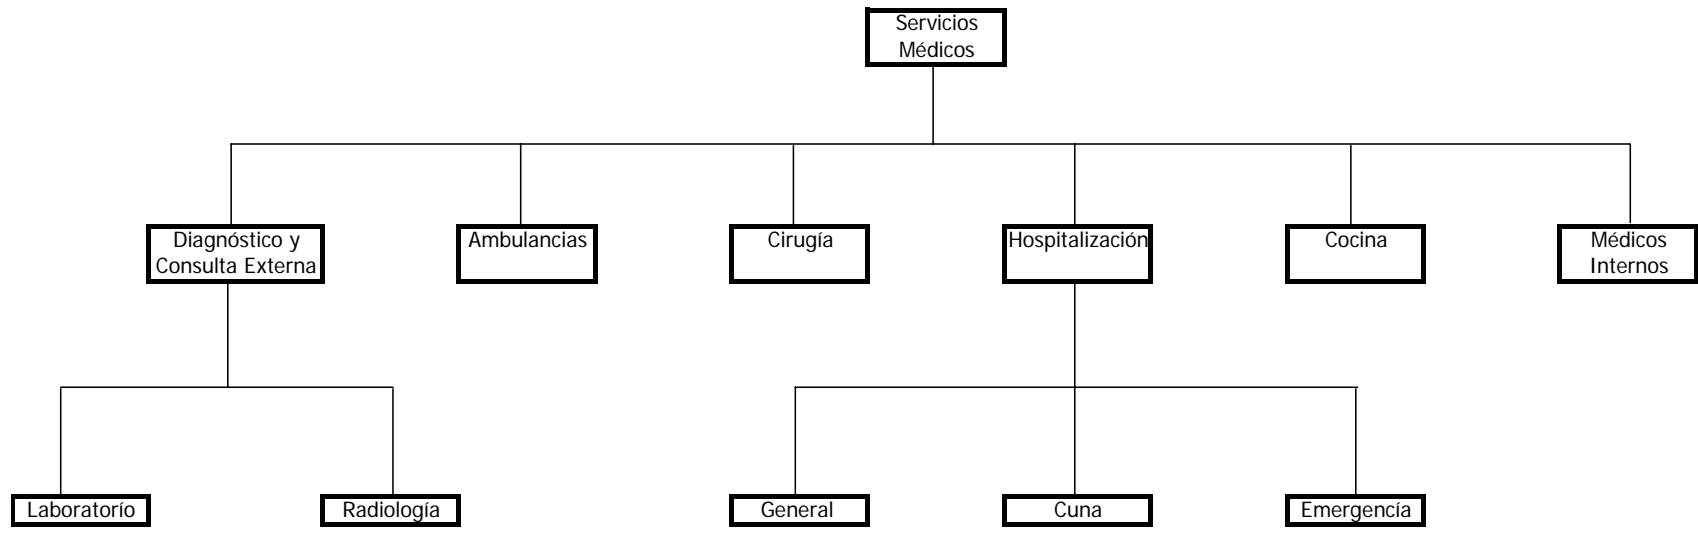 Servicios
Médicos
Diagnóstico y
Consulta Externa
Ambulancias
Cirugía
Hospitalización
Cocina
Médicos
Internos
Laboratorío
Radiología
General
Cuna
Emergencía